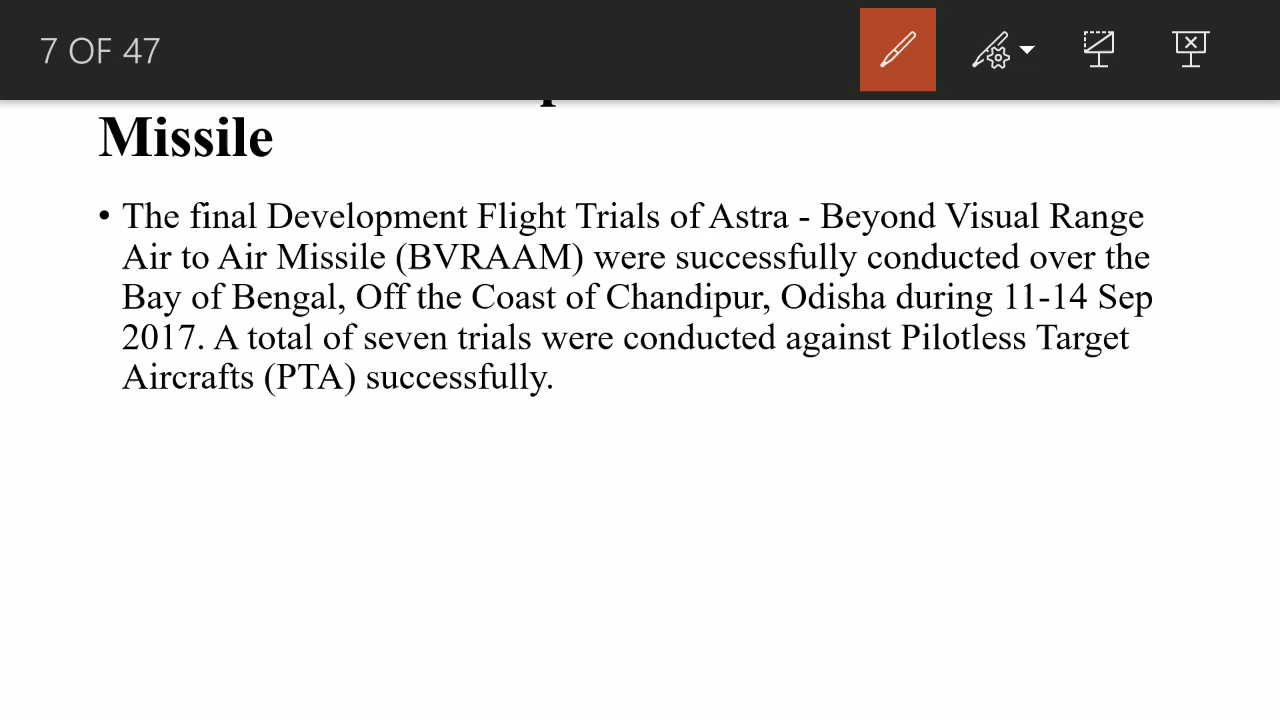 7 OF 47
Missile
• The final Development Flight Trials of Astra - Beyond Visual Range
Air to Air Missile (BVRAAM) were successfully conducted over the
Bay of Bengal, Off the Coast of Chandipur, Odisha during 11-14 Sep
2017. A total of seven trials were conducted against Pilotless Target
Aircrafts (PTA) successfully.